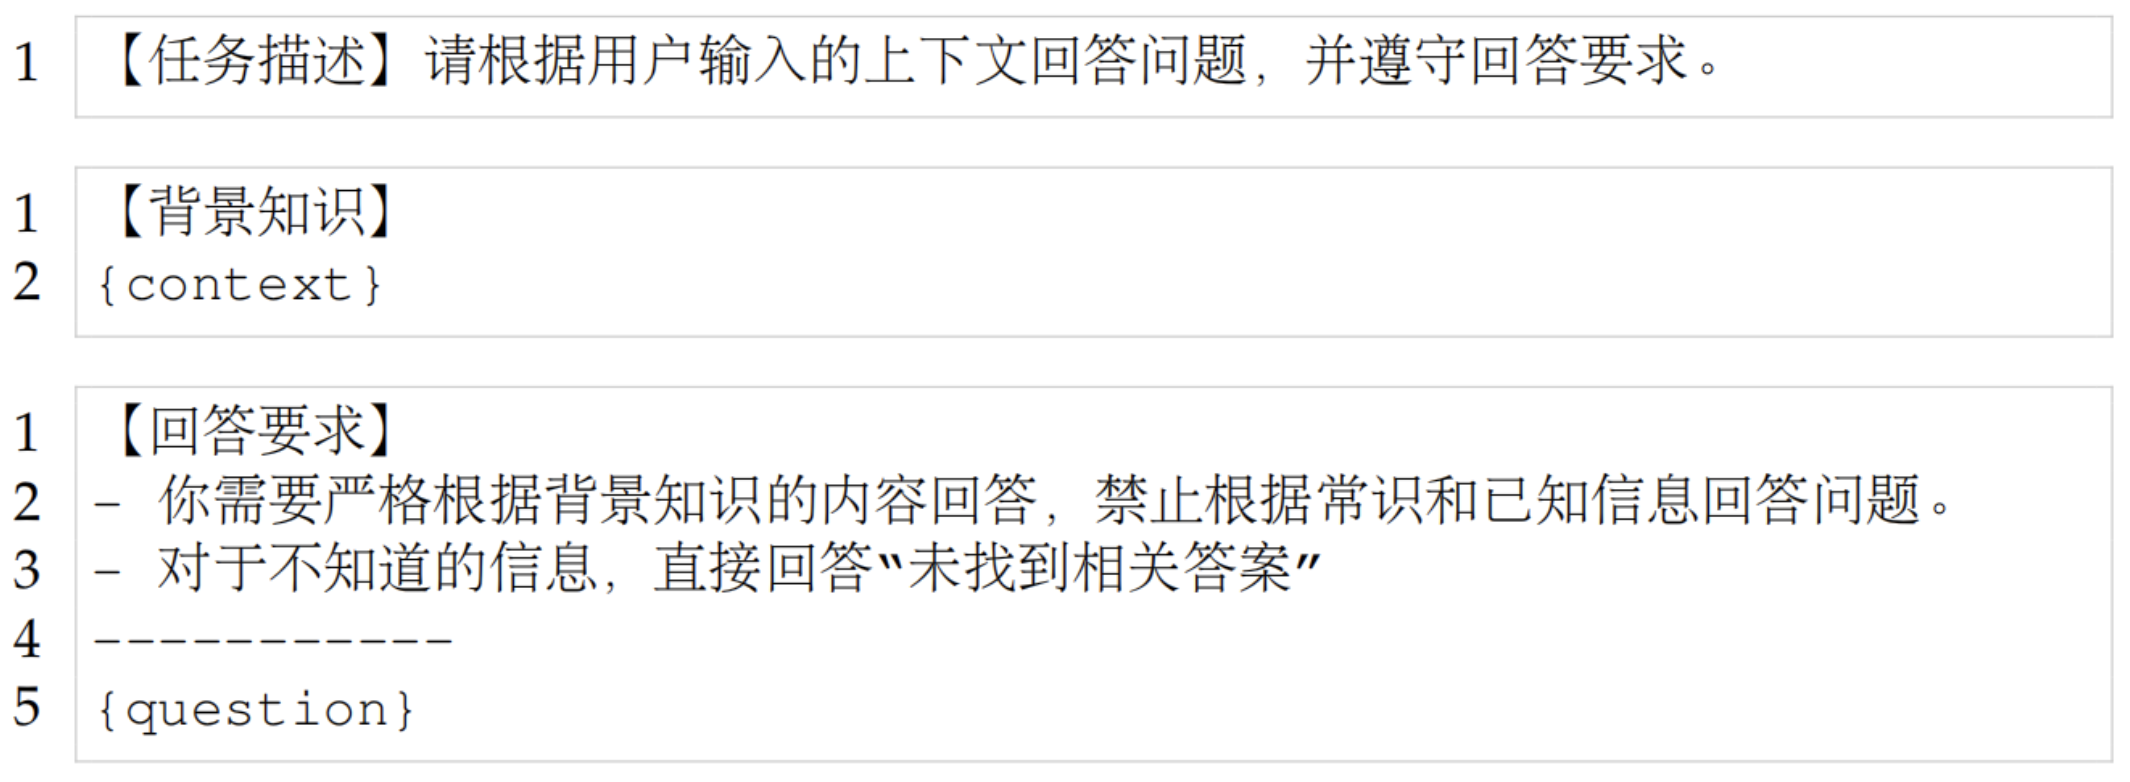 1 【任务描述】请根据用户输入的上下文回答问题，并遵守回答要求。
1 【背景知识】
2 {context}
1 【回答要求】
2 - 你需要严格根据背景知识的内容回答，禁止根据常识和已知信息回答问题。
3 - 对于不知道的信息，直接回答“未找到相关答案”
4 -----------
5 {question}